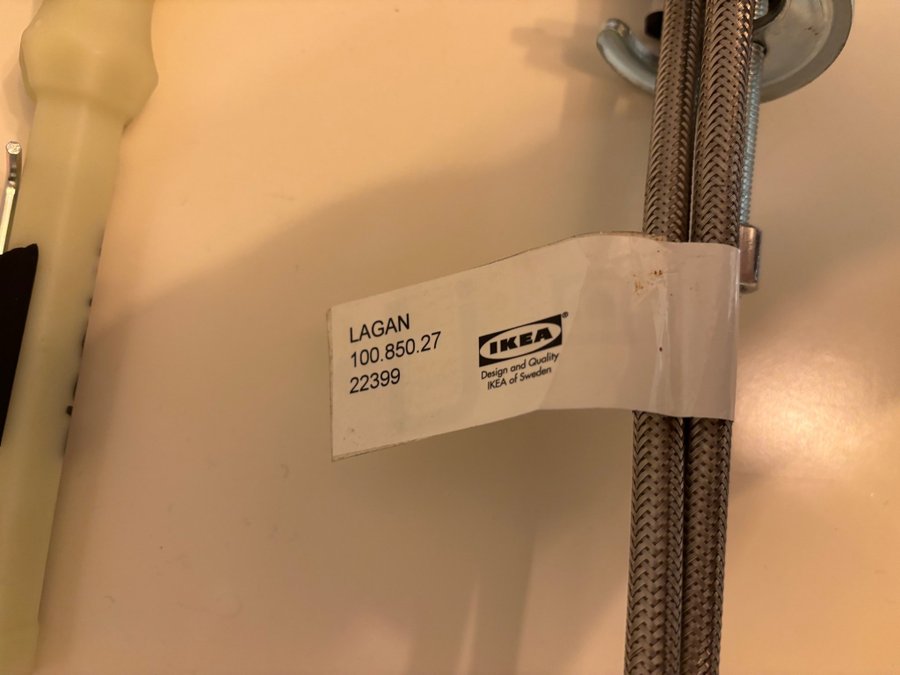 LAGAN
100.850.27
22399
IKEA®
Design and Quality
IKEA of Sweden